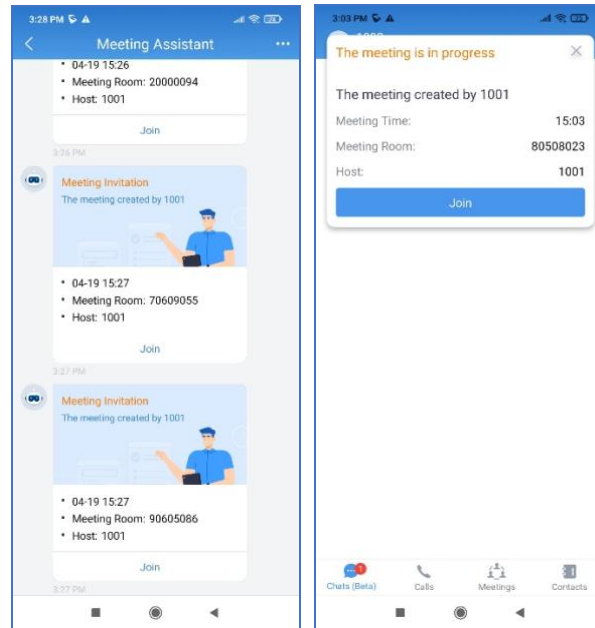 3:28 PM
Meeting Assistant
04-19 15:26
Meeting Room: 20000094
Host: 1001
Join
3:26 PM
Meeting Invitation
The meeting created by 1001
04-19 15:27
Meeting Room: 70609055
Host: 1001
Join
3:27 PM
Meeting Invitation
The meeting created by 1001
04-19 15:27
Meeting Room: 90605086
Host: 1001
Join
3:27 PM
3:03 PM
The meeting is in progress
The meeting created by 1001
Meeting Time: 15:03
Meeting Room: 80508023
Host: 1001
Join
1
Chats (Beta) Calls Meetings Contacts